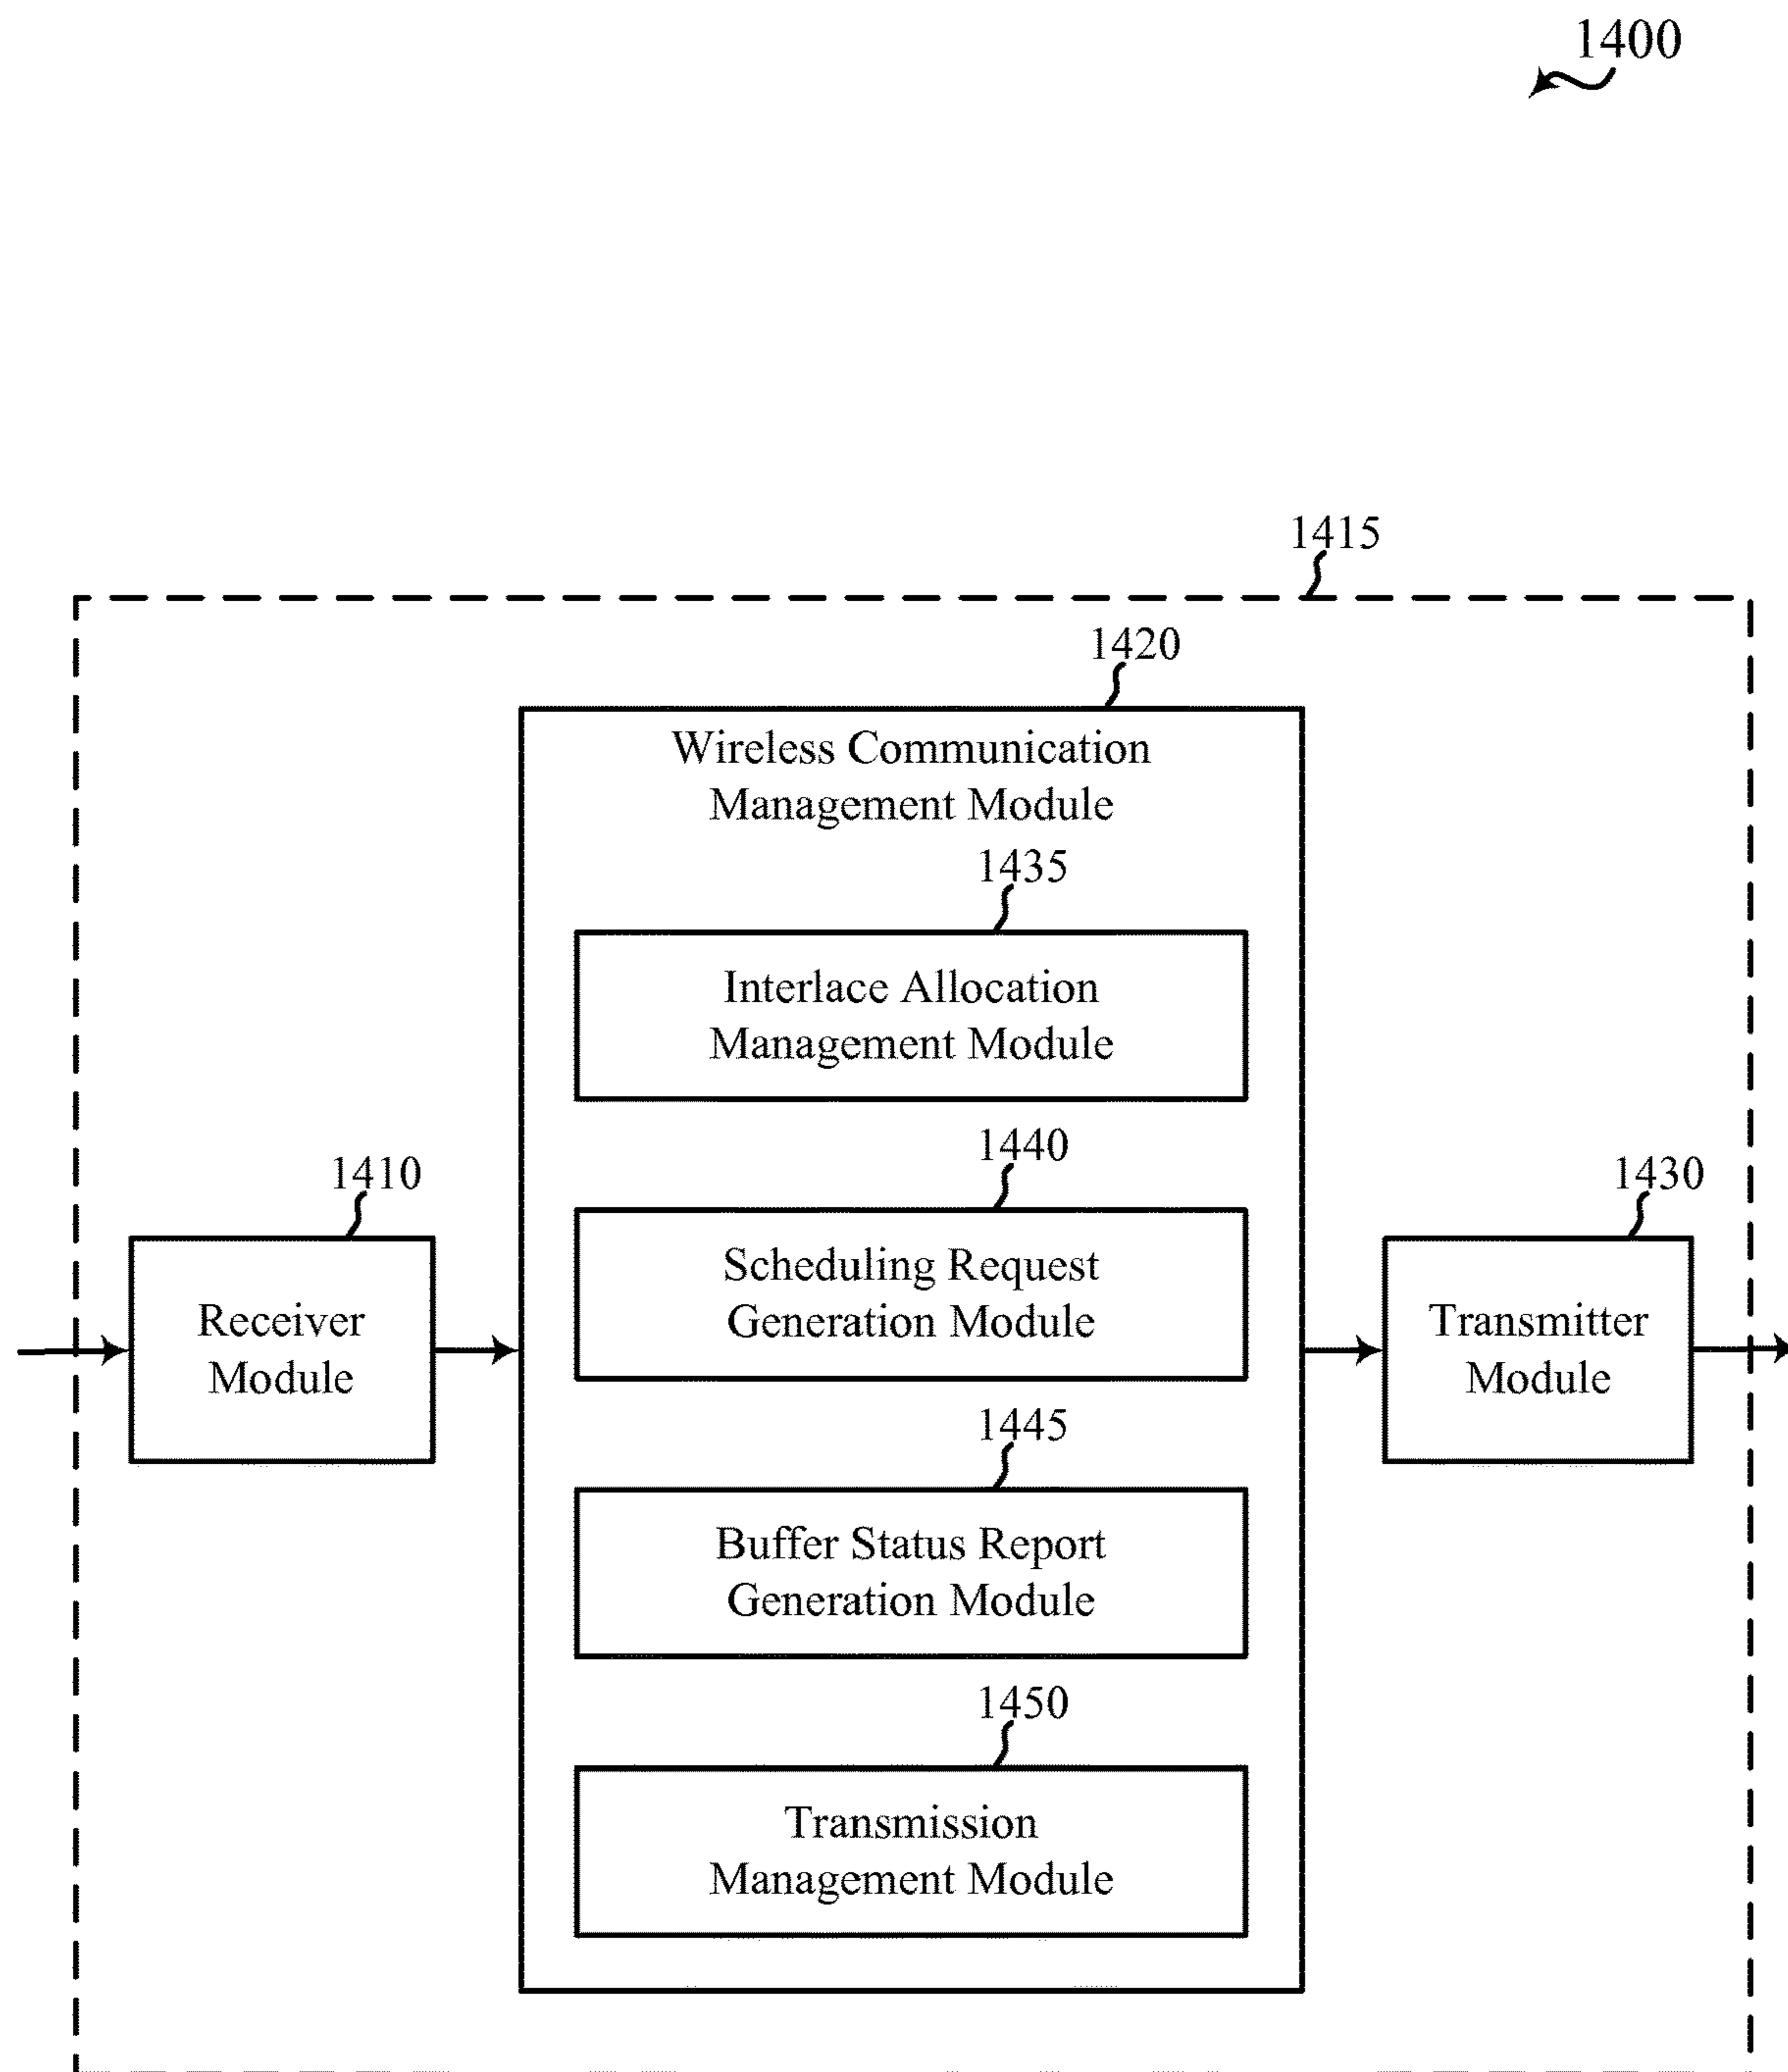 1400
1415
1420
Wireless Communication
Management Module
1435
Interlace Allocation
Management Module
1440
Scheduling Request
Generation Module
1410
Receiver
Module
1430
Transmitter
Module
1445
Buffer Status Report
Generation Module
1450
Transmission
Management Module